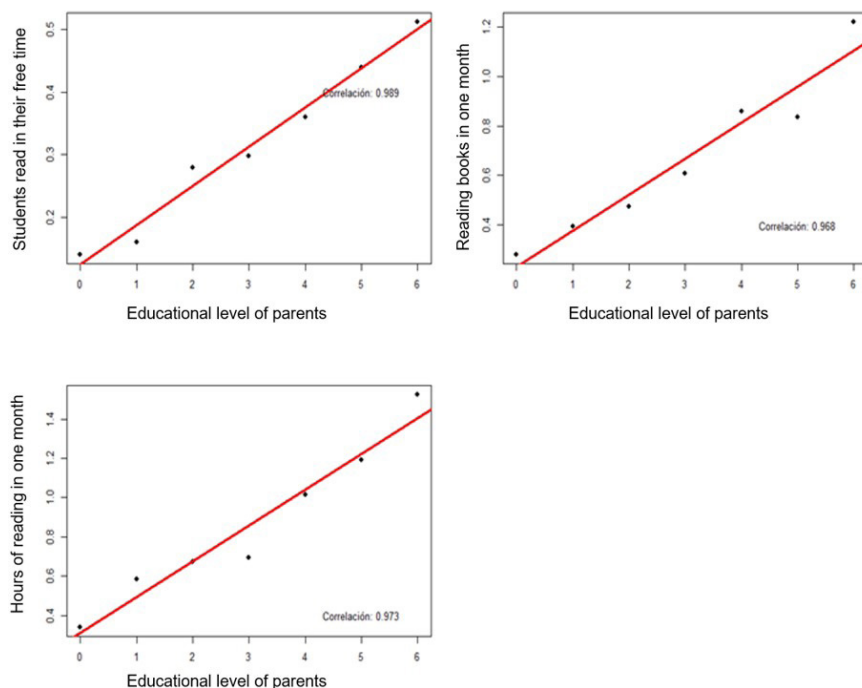 Students read in their free time
0.5
0.4
0.3
0.2
Correlación: 0.989
0 1 2 3 4 5 6
Educational level of parents
Reading books in one month
1.2
1.0
0.8
0.6
0.4
Correlación: 0.968
0 1 2 3 4 5 6
Educational level of parents
Hours of reading in one month
1.4
1.2
1.0
0.8
0.6
0.4
Correlación: 0.973
0 1 2 3 4 5 6
Educational level of parents